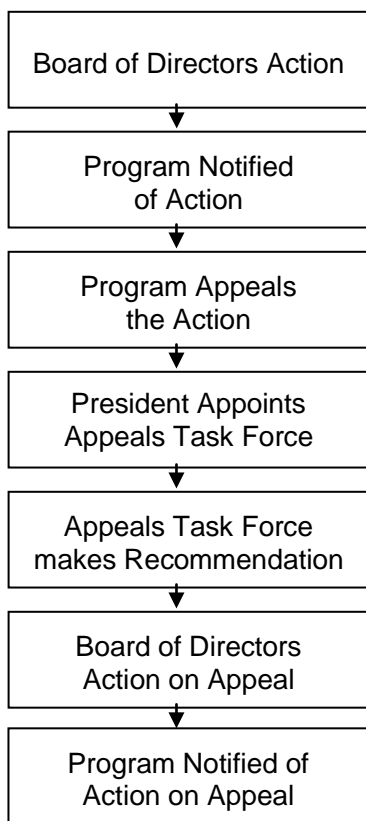 Board of Directors Action
Program Notified
of Action
Program Appeals
the Action
President Appoints
Appeals Task Force
Appeals Task Force
makes Recommendation
Board of Directors
Action on Appeal
Program Notified of
Action on Appeal